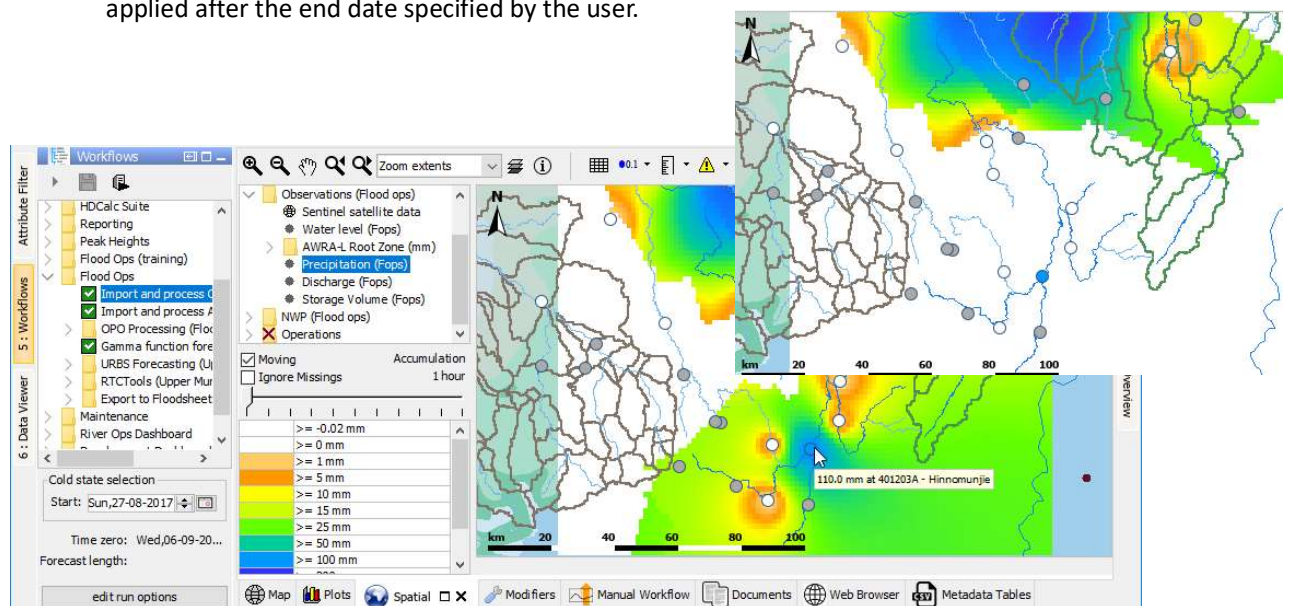 applied after the end date specified by the user.
N
km 20 40 60 80 100
Workflows
Zoom extents
0.1
Attribute Filter
5 : Workflows
6 : Data Viewer
HDCalc Suite
Reporting
Peak Heights
Flood Ops (training)
Flood Ops
Import and process
Import and process A
OPO Processing (Floo
Gamma function fore
URBS Forecasting (U
RTCTools (Upper Mur
Export to Floodsheet
Maintenance
River Ops Dashboard
Cold state selection
Start: Sun,27-08-2017
Time zero: Wed,06-09-20...
Forecast length:
edit run options
Observations (Flood ops)
Sentinel satellite data
Water level (Fops)
AWRA-L Root Zone (mm)
Precipitation (Fops)
Discharge (Fops)
Storage Volume (Fops)
NWP (Flood ops)
Operations
Moving Accumulation
Ignore Missings 1 hour
>= -0.02 mm
>= 0 mm
>= 1 mm
>= 5 mm
>= 10 mm
>= 15 mm
>= 25 mm
>= 50 mm
>= 100 mm
N
110.0 mm at 401203A - Hinnomunjie
km 20 40 60 80 100
verview
Map Plots Spatial Modifiers Manual Workflow Documents Web Browser CSV Metadata Tables